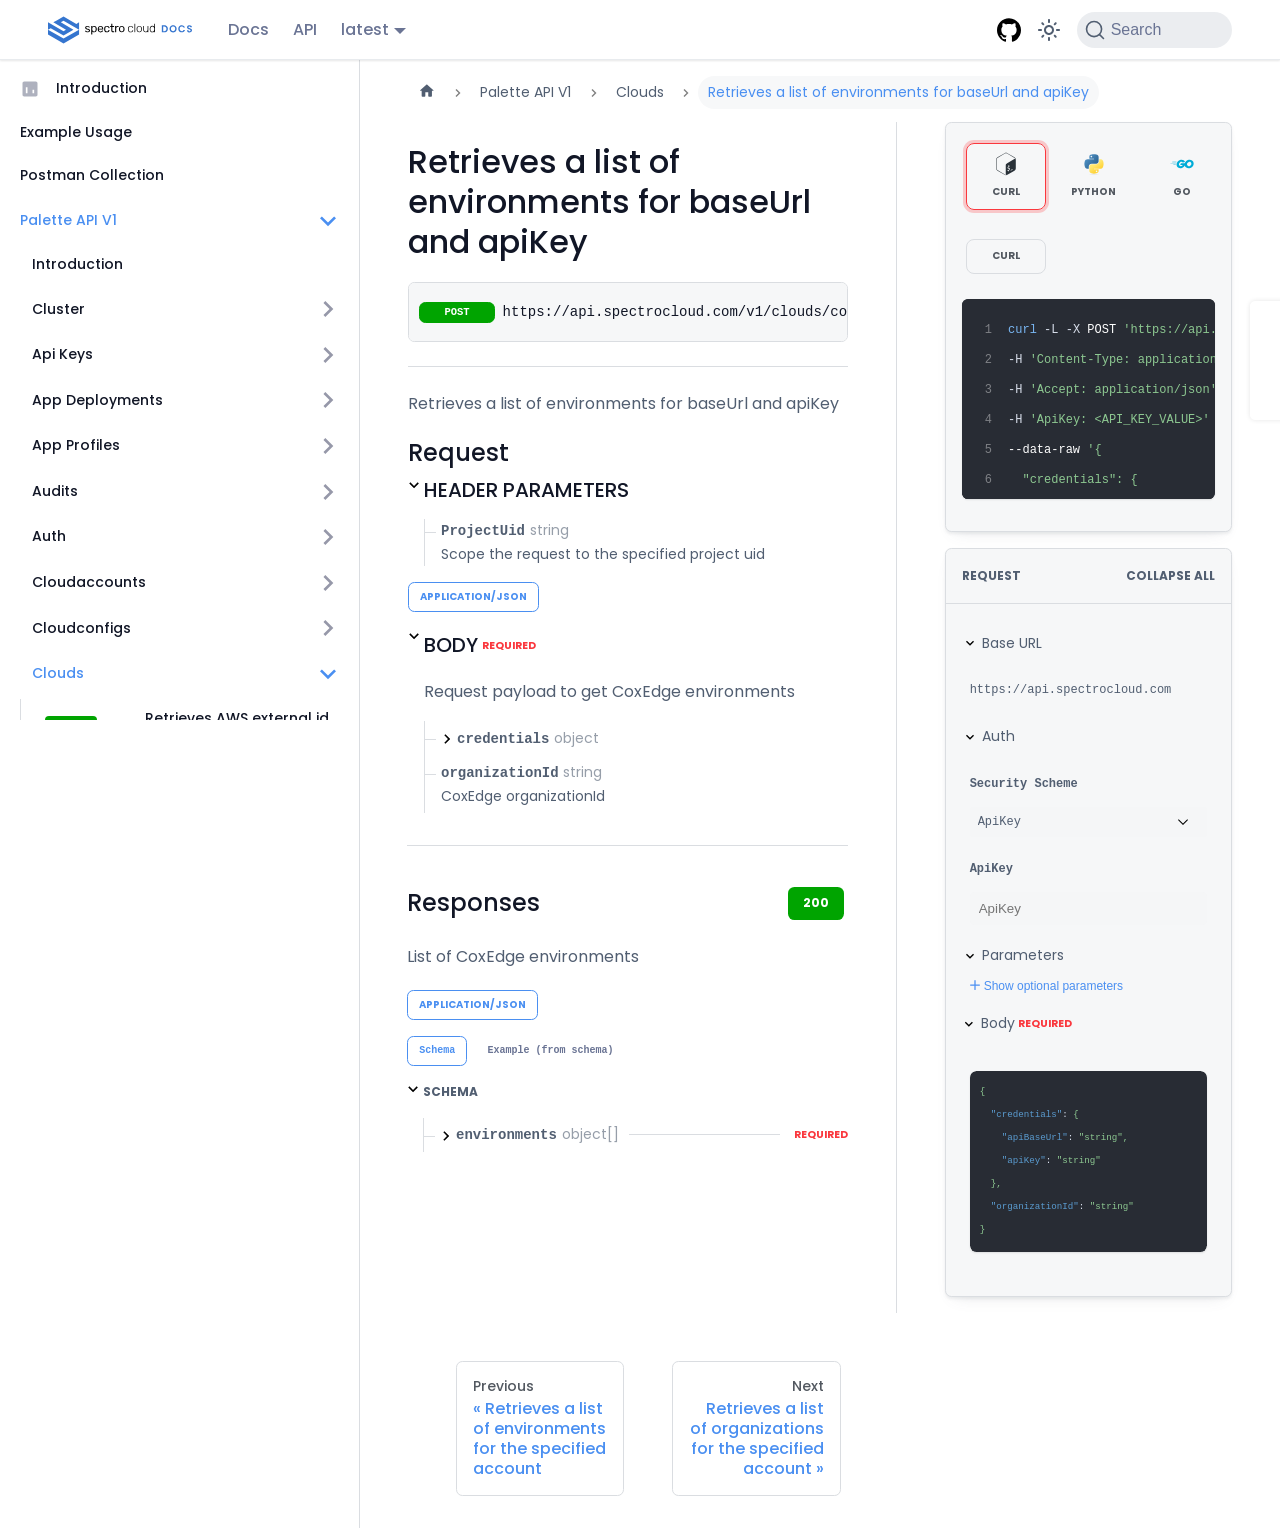 spectro cloud DOCS
Docs
API
latest
Search
Introduction
Example Usage
Postman Collection
Palette API V1
Introduction
Cluster
Api Keys
App Deployments
App Profiles
Audits
Auth
Cloudaccounts
Cloudconfigs
Clouds
Retrieves AWS external id
Palette API V1
Clouds
Retrieves a list of environments for baseUrl and apiKey
Retrieves a list of
environments for baseUrl
and apiKey
POST https://api.spectrocloud.com/v1/clouds/co
Retrieves a list of environments for baseUrl and apiKey
Request
HEADER PARAMETERS
ProjectUid string
Scope the request to the specified project uid
APPLICATION/JSON
BODY REQUIRED
Request payload to get CoxEdge environments
credentials object
organizationId string
CoxEdge organizationId
Responses
200
List of CoxEdge environments
APPLICATION/JSON
Schema
Example (from schema)
SCHEMA
environments object[] REQUIRED
CURL
PYTHON
GO
CURL
1 curl -L -X POST 'https://api.
2 -H 'Content-Type: application
3 -H 'Accept: application/json'
4 -H 'ApiKey: <API_KEY_VALUE>'
5 --data-raw '{
6 "credentials": {
REQUEST
COLLAPSE ALL
Base URL
https://api.spectrocloud.com
Auth
Security Scheme
ApiKey
ApiKey
ApiKey
Parameters
Show optional parameters
Body REQUIRED
{
"credentials": {
"apiBaseUrl": "string",
"apiKey": "string"
},
"organizationId": "string"
}
Previous
« Retrieves a list
of environments
for the specified
account
Next
Retrieves a list
of organizations
for the specified
account »